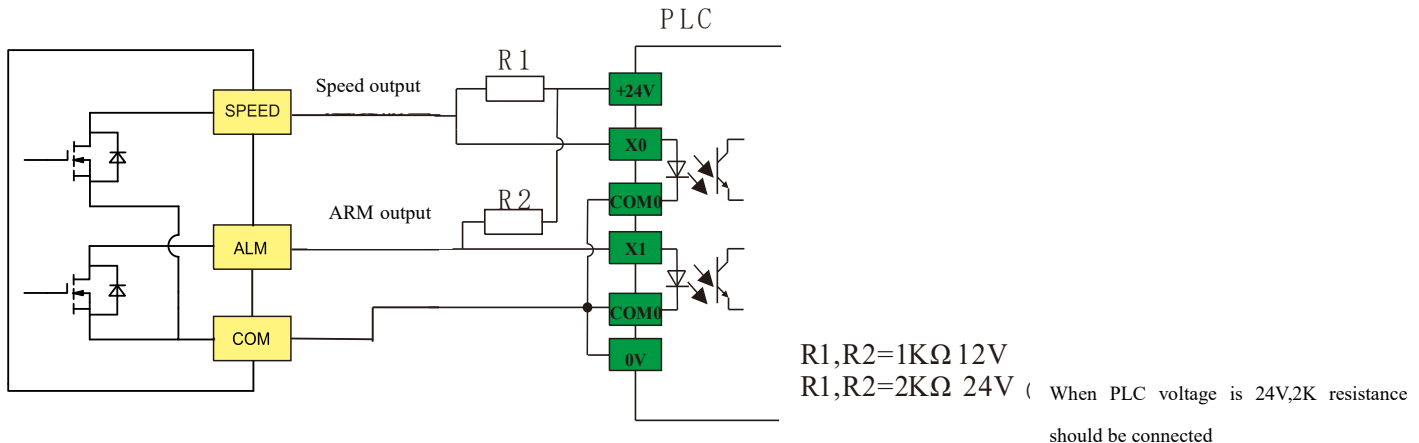 PLC
R1
Speed output
+24V
SPEED
X0
R2
COM0
ARM output
ALM
X1
COM0
COM
0V
R1,R2=1KΩ 12V
R1,R2=2KΩ 24V ( When PLC voltage is 24V,2K resistance
should be connected